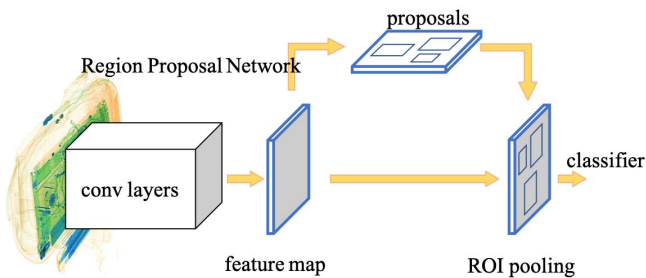 proposals
Region Proposal Network
conv layers
classifier
feature map
ROI pooling